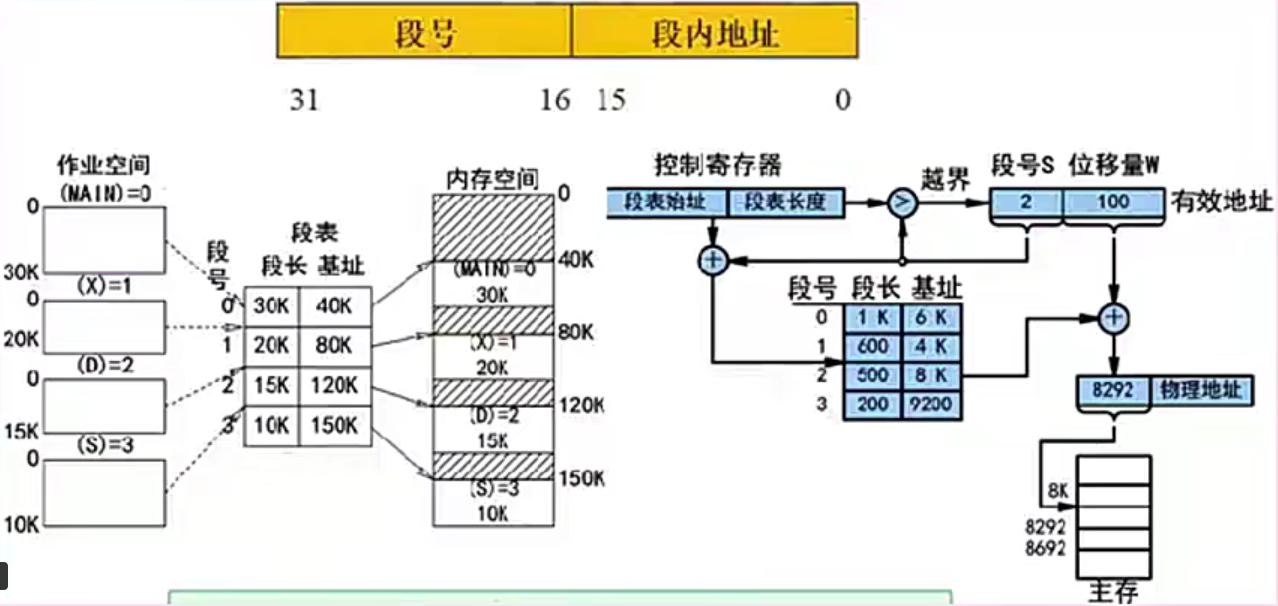 段号 段内地址
31 16 15 0
作业空间
(MAIN)=0
0
30K
(X)=1
0
20K
(D)=2
0
15K
(S)=3
0
10K
段表
段号 段长 基址
0 30K 40K
1 20K 80K
2 15K 120K
3 10K 150K
内存空间
0
40K
(MAIN)=0
30K
80K
(X)=1
20K
120K
(D)=2
15K
150K
(S)=3
10K
控制寄存器
段表始址 段表长度
>
越界
段号S 位移量W
2 100 有效地址
+
段号 段长 基址
0 1 K 6 K
1 600 4 K
2 500 8 K
3 200 9200
+
8292 物理地址
8K
8292
8692
主存